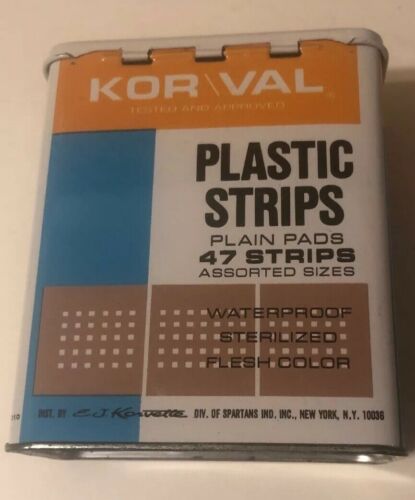 KOR\VAL®
TESTED AND APPROVED
PLASTIC
STRIPS
PLAIN PADS
47 STRIPS
ASSORTED SIZES
WATERPROOF
STERILIZED
FLESH COLOR
DIST. BY E.J. Korvette DIV. OF SPARTANS IND. INC., NEW YORK, N.Y. 10036